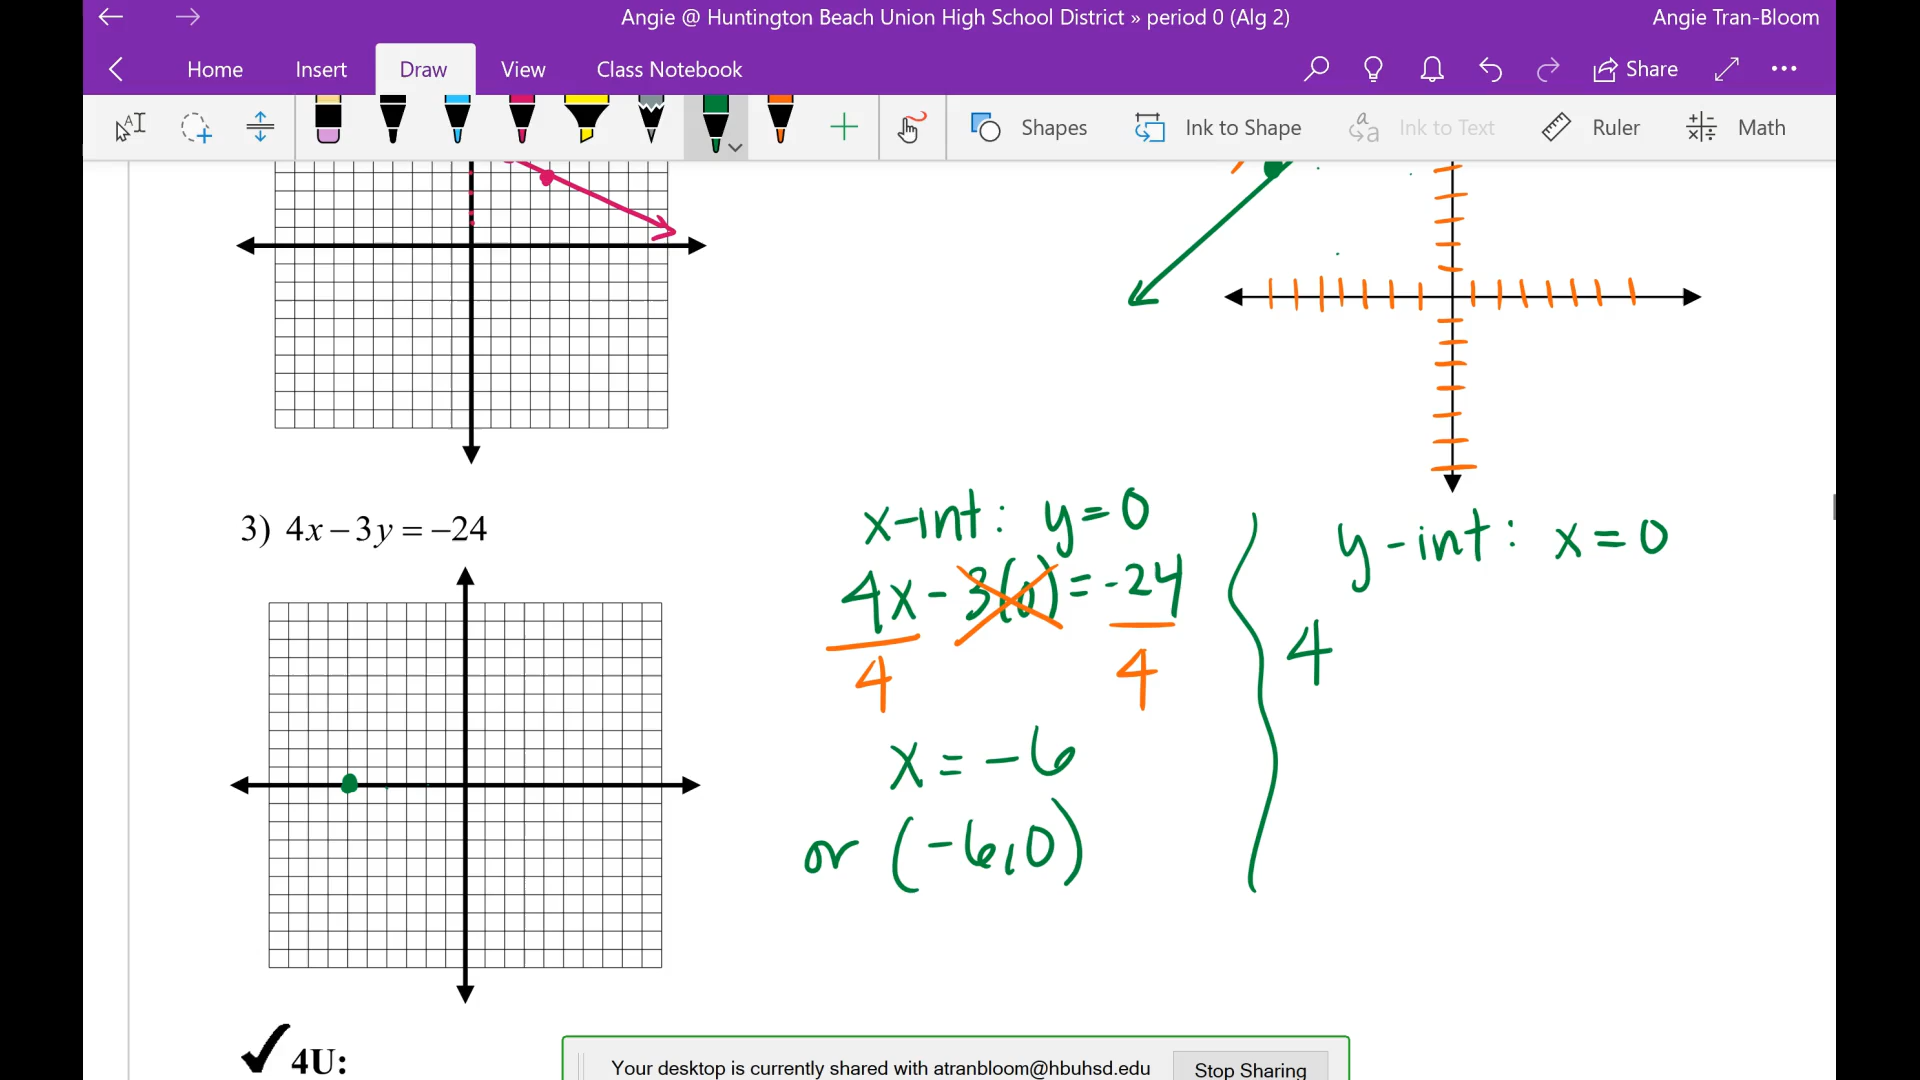 Angie @ Huntington Beach Union High School District » period 0 (Alg 2)
Angie Tran-Bloom
Home Insert Draw View Class Notebook
Share
Shapes Ink to Shape Ink to Text Ruler Math
3) 4x − 3y = −24
x-int: y=0
4x - 3(0) = -24
4 4
x = -6
or (-6,0)
y-int: x=0
4
4U:
Your desktop is currently shared with atranbloom@hbuhsd.edu
Stop Sharing